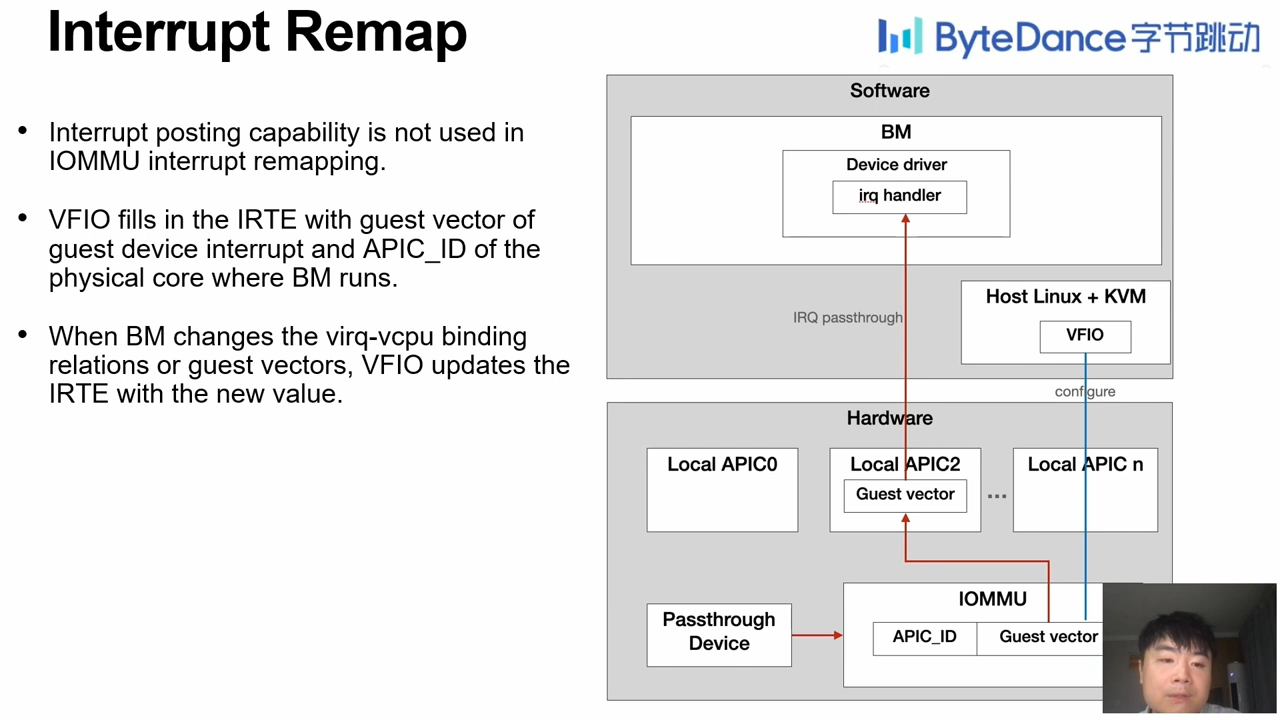 Interrupt Remap
ByteDance字节跳动
• Interrupt posting capability is not used in
IOMMU interrupt remapping.
• VFIO fills in the IRTE with guest vector of
guest device interrupt and APIC_ID of the
physical core where BM runs.
• When BM changes the virq-vcpu binding
relations or guest vectors, VFIO updates the
IRTE with the new value.
Software
BM
Device driver
irq handler
IRQ passthrough
Host Linux + KVM
VFIO
configure
Hardware
Local APIC0
Local APIC2
Guest vector
...
Local APIC n
Passthrough
Device
IOMMU
APIC_ID
Guest vector